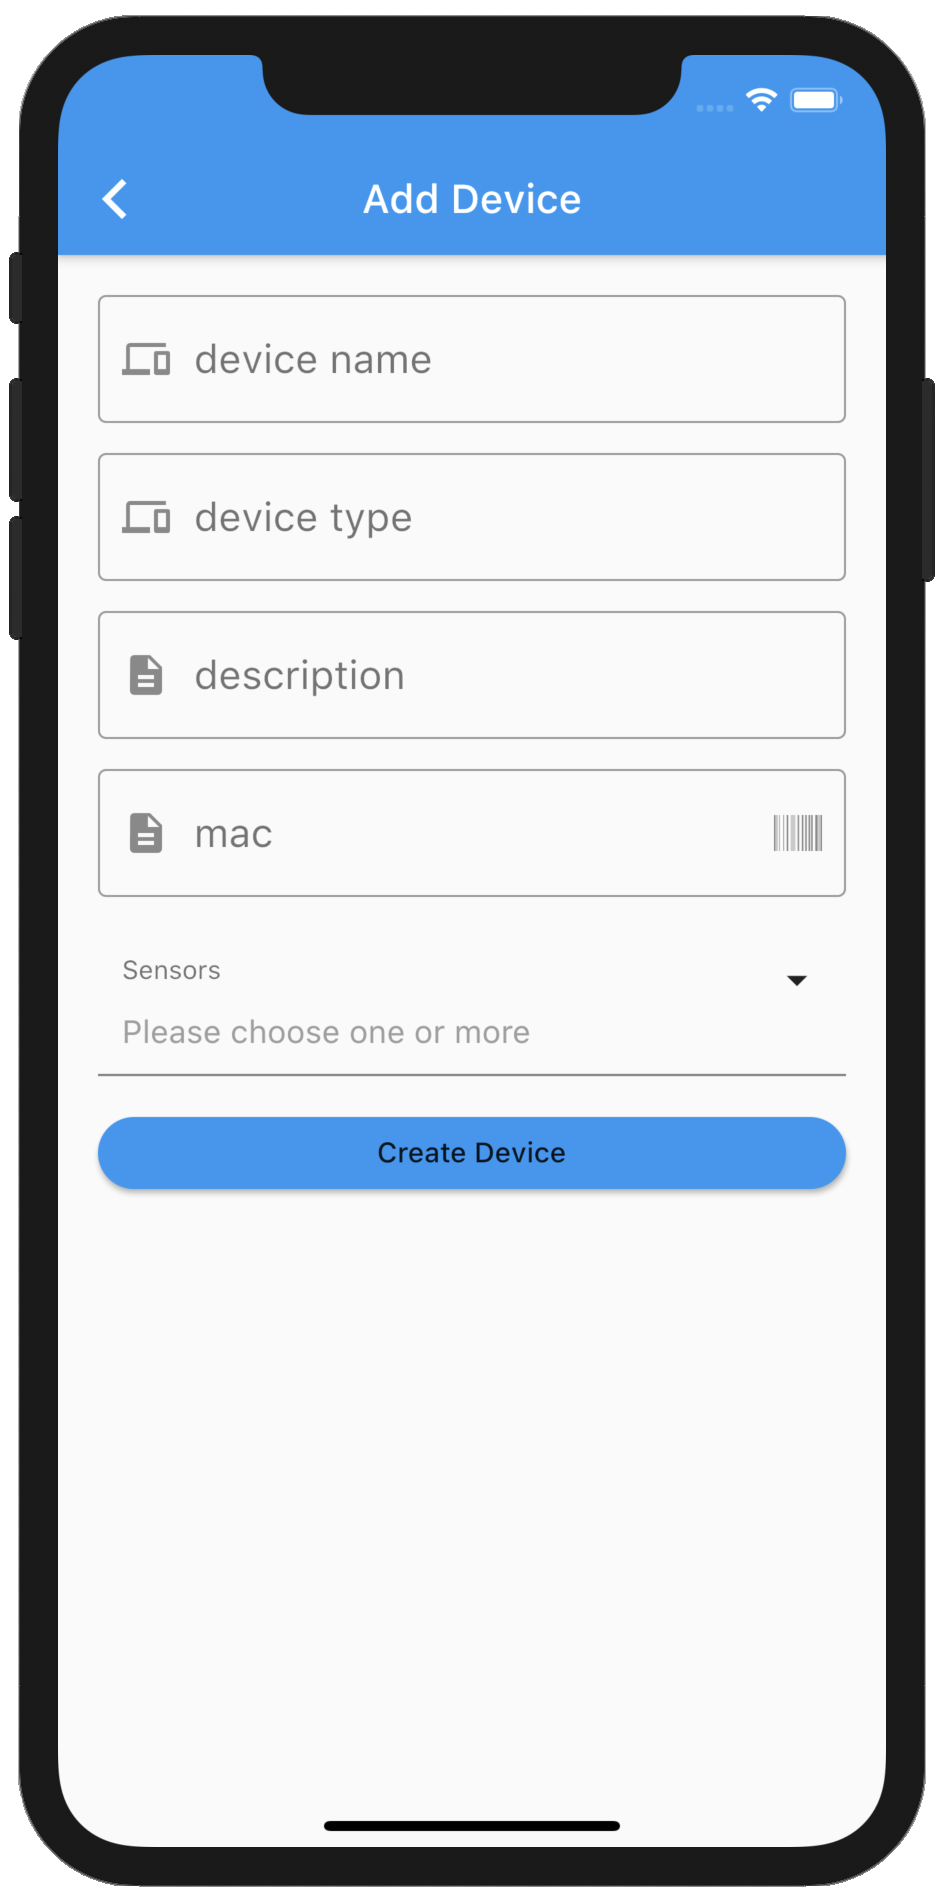 Add Device
device name
device type
description
mac
Sensors
Please choose one or more
Create Device